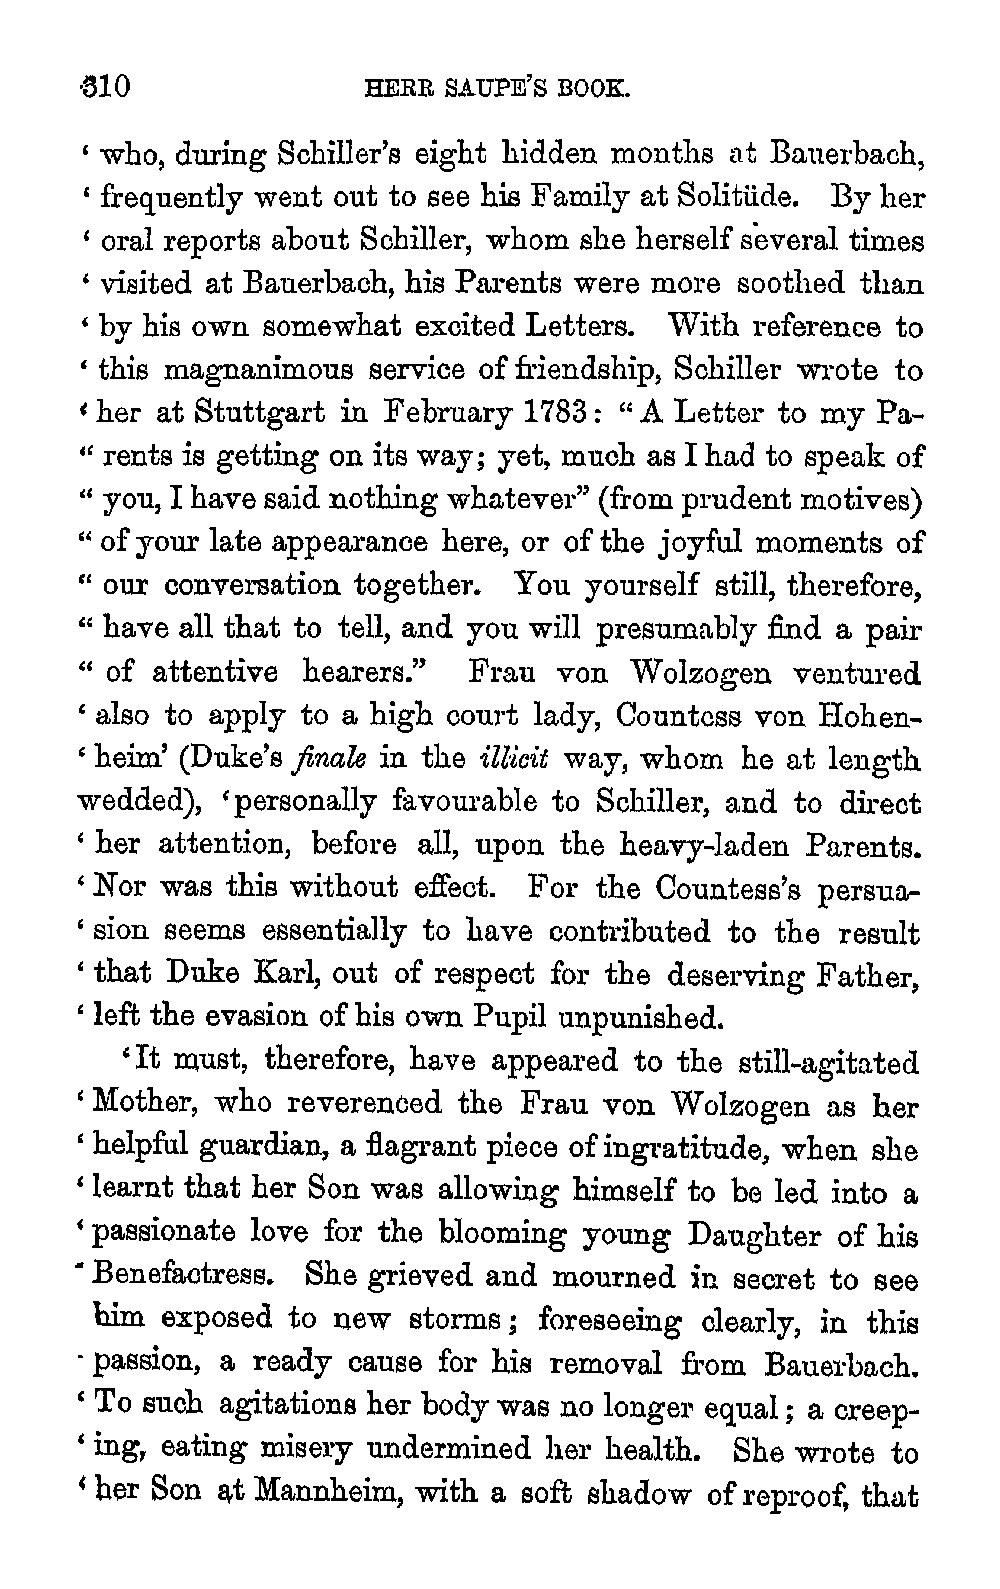 310 HERR SAUPE'S BOOK.
‘ who, during Schiller's eight hidden months at Bauerbach,
‘ frequently went out to see his Family at Solitüde. By her
‘ oral reports about Schiller, whom she herself several times
‘ visited at Bauerbach, his Parents were more soothed than
‘ by his own somewhat excited Letters. With reference to
‘ this magnanimous service of friendship, Schiller wrote to
‘ her at Stuttgart in February 1783: “ A Letter to my Pa-
“ rents is getting on its way; yet, much as I had to speak of
“ you, I have said nothing whatever” (from prudent motives)
“ of your late appearance here, or of the joyful moments of
“ our conversation together. You yourself still, therefore,
“ have all that to tell, and you will presumably find a pair
“ of attentive hearers.” Frau von Wolzogen ventured
‘ also to apply to a high court lady, Countess von Hohen-
‘ heim’ (Duke's finale in the illicit way, whom he at length
wedded), ‘personally favourable to Schiller, and to direct
‘ her attention, before all, upon the heavy-laden Parents.
‘ Nor was this without effect. For the Countess's persua-
‘ sion seems essentially to have contributed to the result
‘ that Duke Karl, out of respect for the deserving Father,
‘ left the evasion of his own Pupil unpunished.
‘It must, therefore, have appeared to the still-agitated
‘ Mother, who reverenced the Frau von Wolzogen as her
‘ helpful guardian, a flagrant piece of ingratitude, when she
‘ learnt that her Son was allowing himself to be led into a
‘ passionate love for the blooming young Daughter of his
‘ Benefactress. She grieved and mourned in secret to see
him exposed to new storms; foreseeing clearly, in this
‘ passion, a ready cause for his removal from Bauerbach.
‘ To such agitations her body was no longer equal; a creep-
‘ ing, eating misery undermined her health. She wrote to
‘ her Son at Mannheim, with a soft shadow of reproof, that